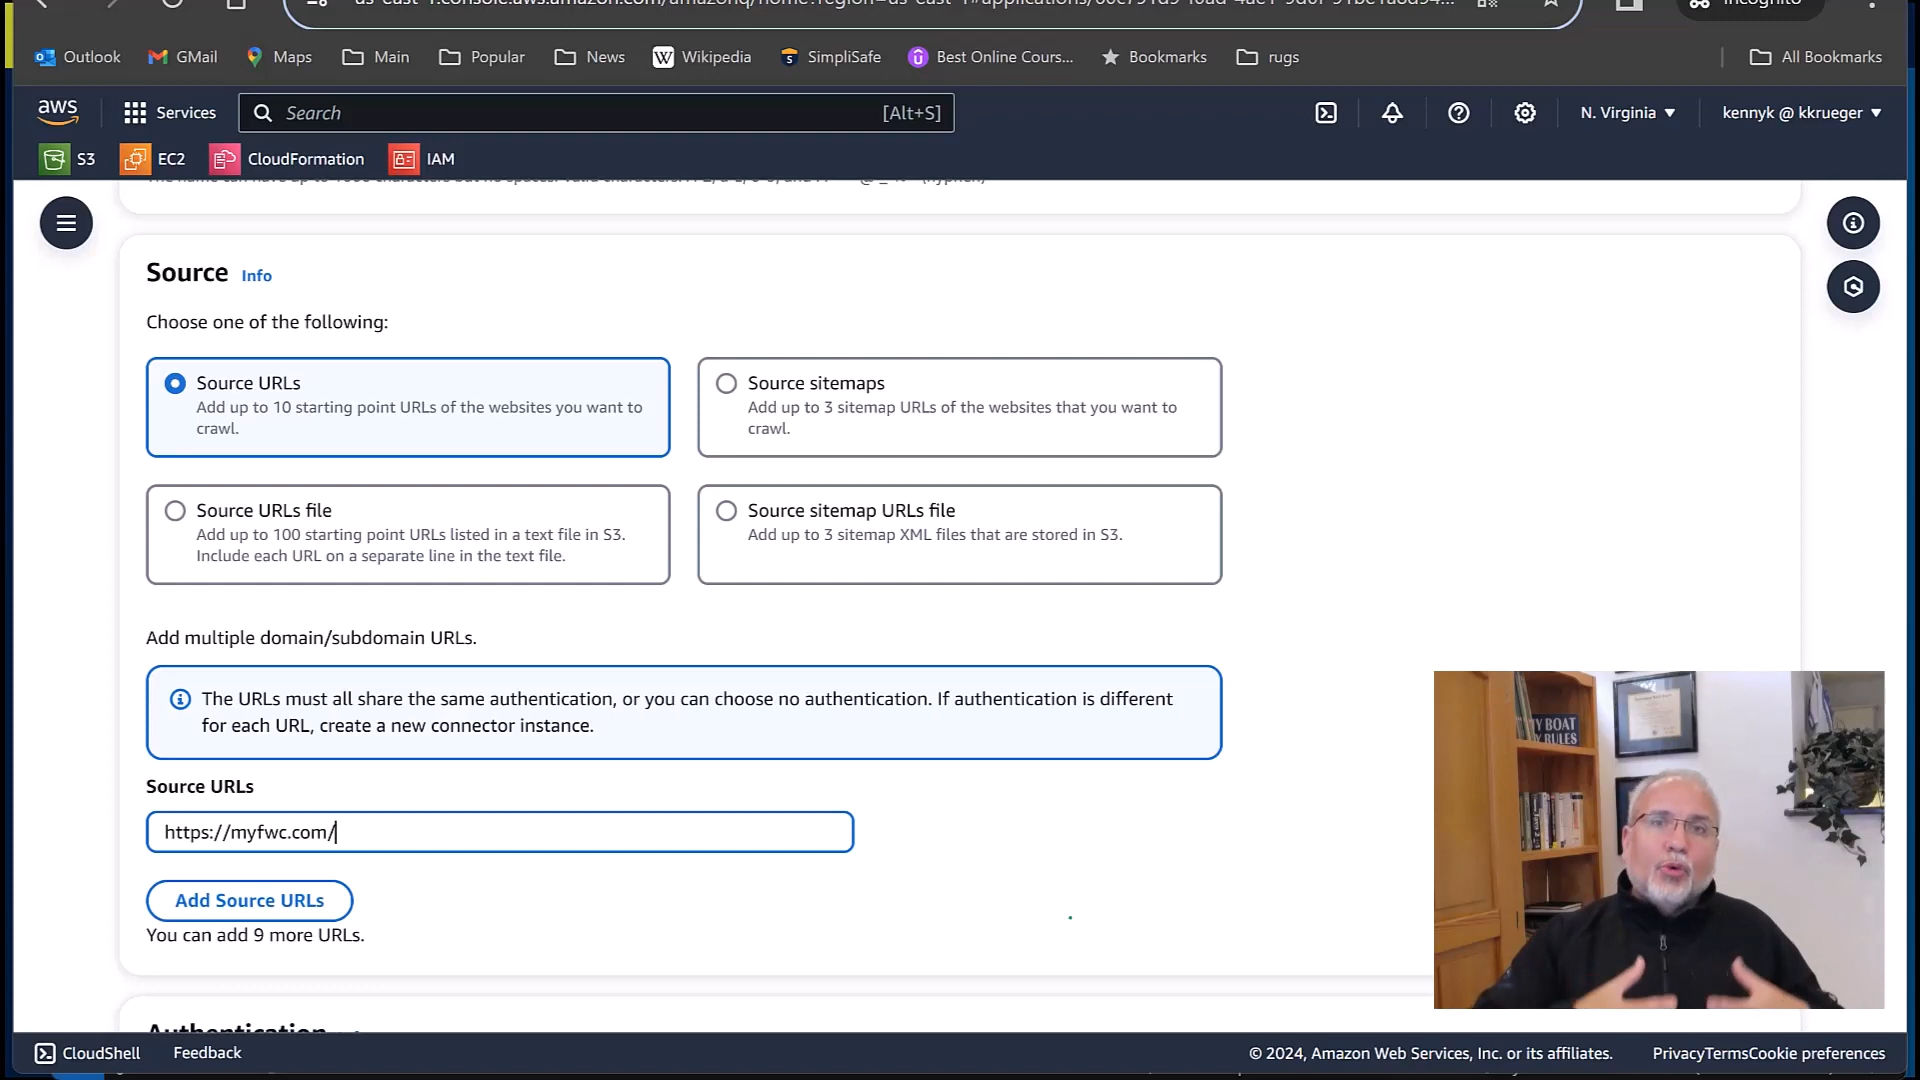 Incognito
Outlook GMail Maps Main Popular News W Wikipedia SimpliSafe Best Online Cours... Bookmarks rugs All Bookmarks
aws Services Search [Alt+S] N. Virginia kennyk @ kkrueger
S3 EC2 CloudFormation IAM
Source Info
Choose one of the following:
Source URLs
Add up to 10 starting point URLs of the websites you want to
crawl.
Source sitemaps
Add up to 3 sitemap URLs of the websites that you want to
crawl.
Source URLs file
Add up to 100 starting point URLs listed in a text file in S3.
Include each URL on a separate line in the text file.
Source sitemap URLs file
Add up to 3 sitemap XML files that are stored in S3.
Add multiple domain/subdomain URLs.
The URLs must all share the same authentication, or you can choose no authentication. If authentication is different
for each URL, create a new connector instance.
Source URLs
https://myfwc.com/
Add Source URLs
You can add 9 more URLs.
BOAT
RULES
Authentication
CloudShell Feedback © 2024, Amazon Web Services, Inc. or its affiliates. Privacy Terms Cookie preferences